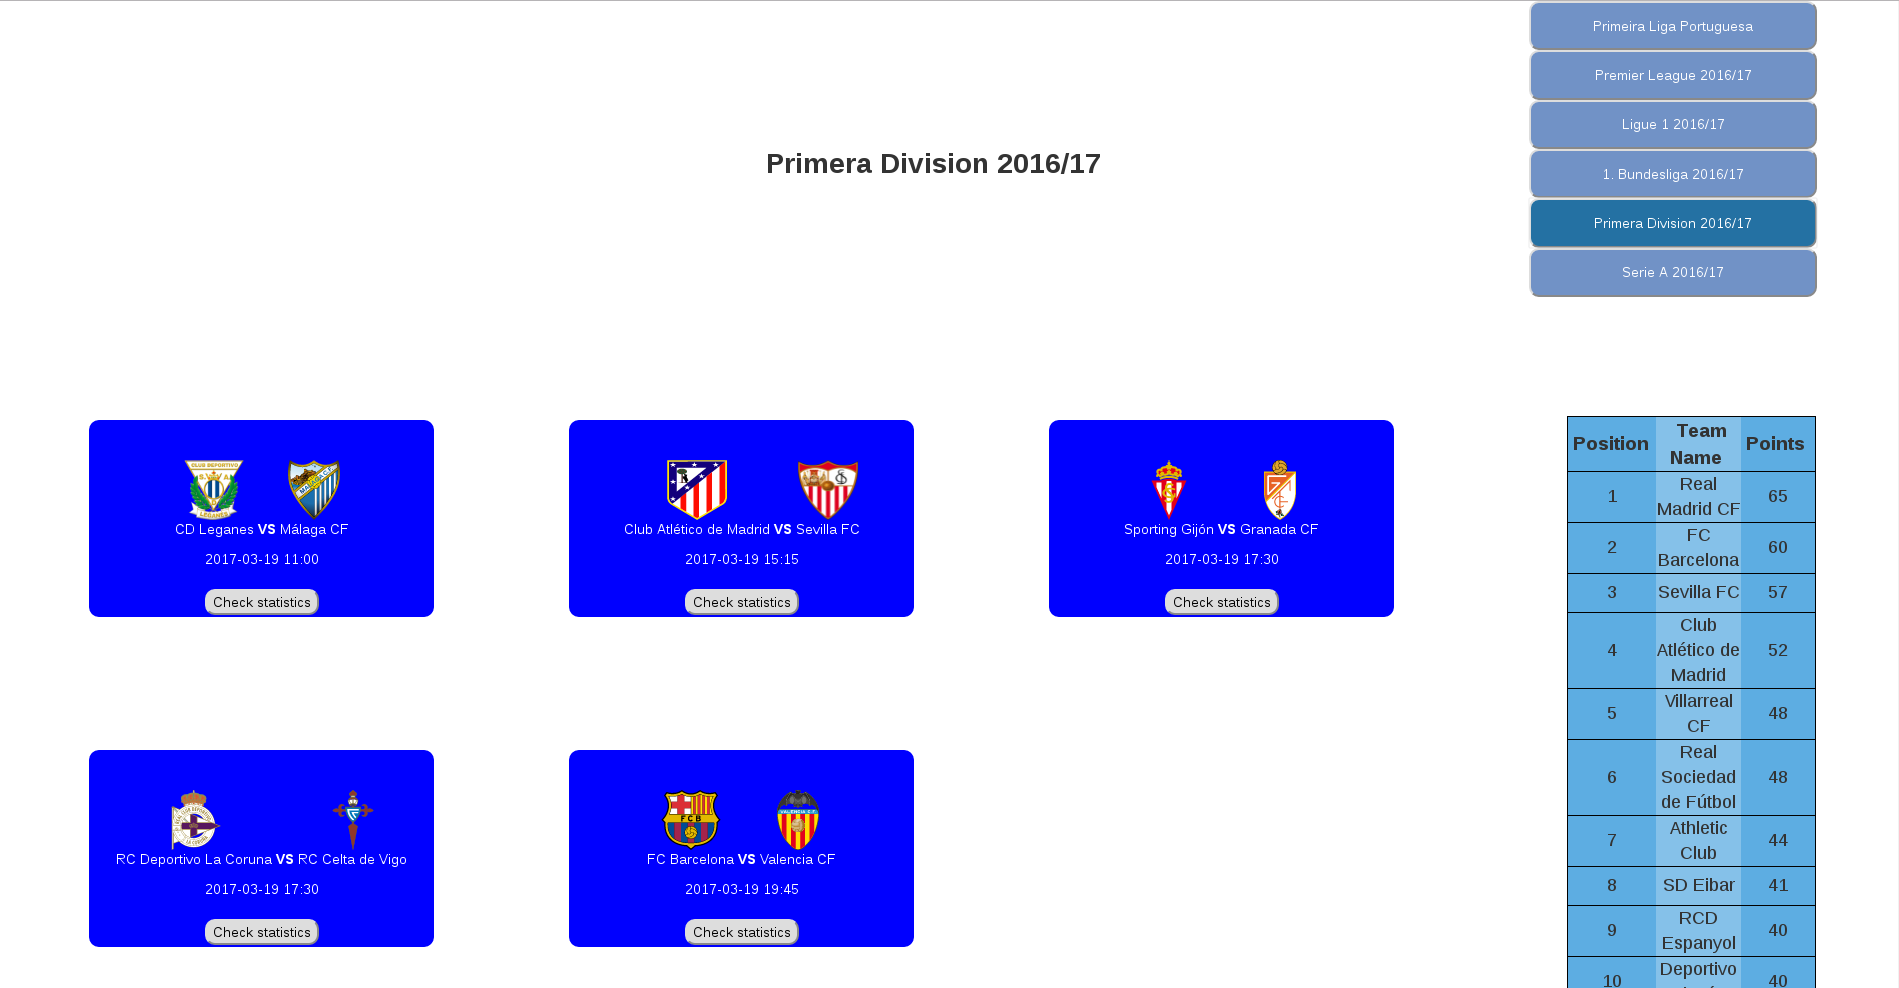 Primeira Liga Portuguesa
Premier League 2016/17
Ligue 1 2016/17
1. Bundesliga 2016/17
Primera Division 2016/17
Serie A 2016/17
Primera Division 2016/17
CD Leganes VS Málaga CF
2017-03-19 11:00
Check statistics
Club Atlético de Madrid VS Sevilla FC
2017-03-19 15:15
Check statistics
Sporting Gijón VS Granada CF
2017-03-19 17:30
Check statistics
RC Deportivo La Coruna VS RC Celta de Vigo
2017-03-19 17:30
Check statistics
FCB
VALENCIA C.F.
FC Barcelona VS Valencia CF
2017-03-19 19:45
Check statistics
Position Team Name Points
1 Real Madrid CF 65
2 FC Barcelona 60
3 Sevilla FC 57
4 Club Atlético de Madrid 52
5 Villarreal CF 48
6 Real Sociedad de Fútbol 48
7 Athletic Club 44
8 SD Eibar 41
9 RCD Espanyol 40
10 Deportivo 40